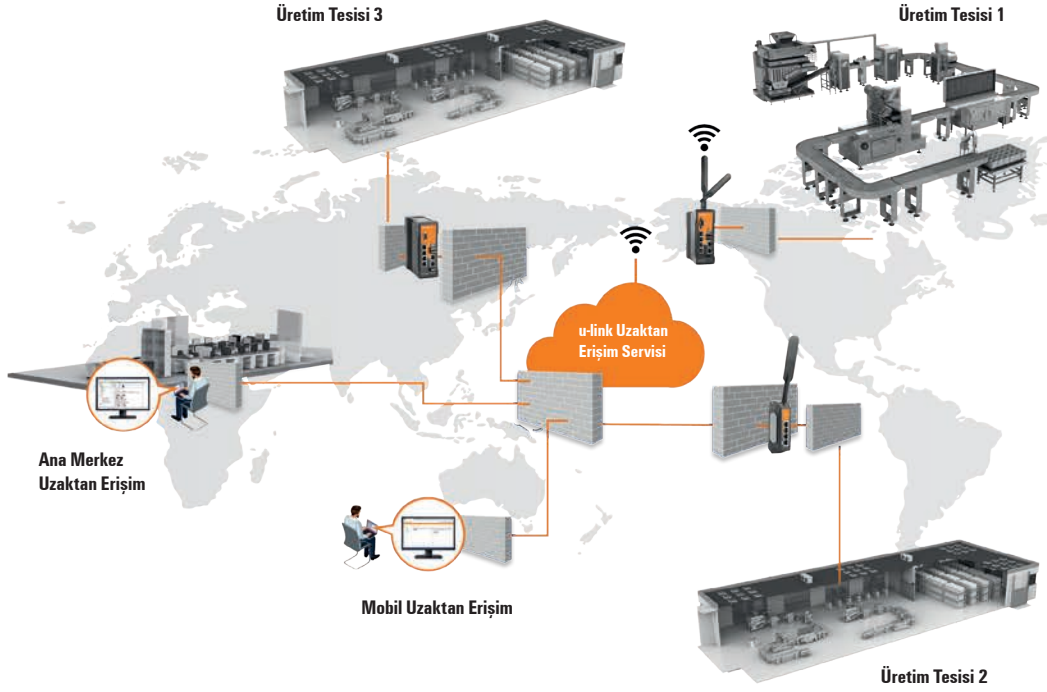 Üretim Tesisi 3
Üretim Tesisi 1
u-link Uzaktan
Erişim Servisi
Ana Merkez
Uzaktan Erişim
Mobil Uzaktan Erişim
Üretim Tesisi 2